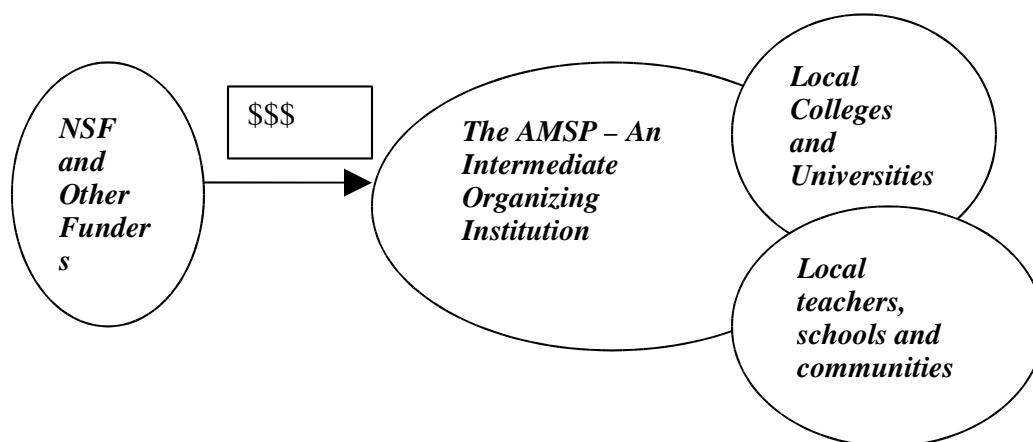 NSF
and
Other
Funder
s
$$$
The AMSP – An
Intermediate
Organizing
Institution
Local
Colleges
and
Universities
Local
teachers,
schools and
communities